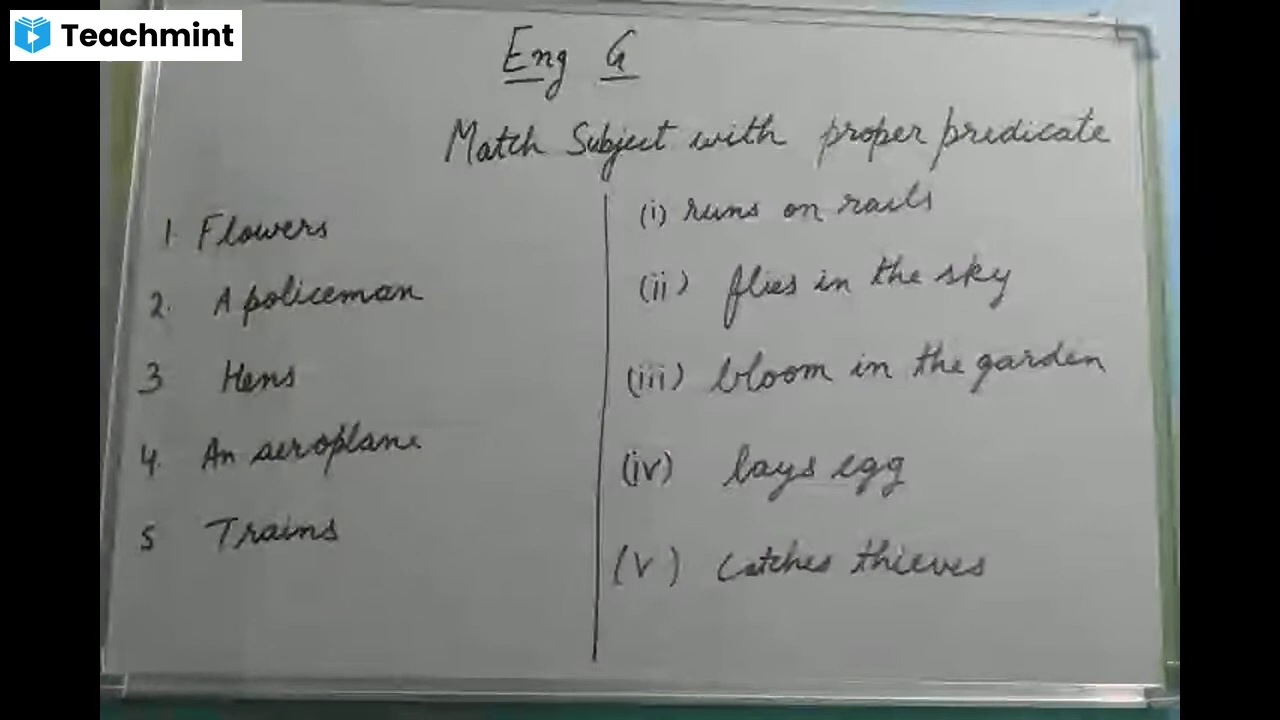 Teachmint
Eng G
Match Subject with proper predicate
1. Flowers
2. A policeman
3 Hens
4. An aeroplane
5 Trains
(i) runs on rails
(ii) flies in the sky
(iii) bloom in the garden
(iv) lays egg
(v) catches thieves